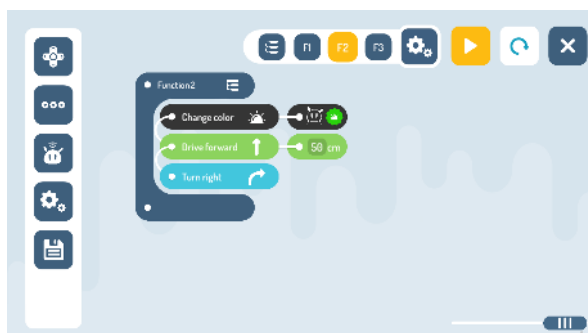 F1 F2 F3
Function2
Change color
Drive forward 50 cm
Turn right